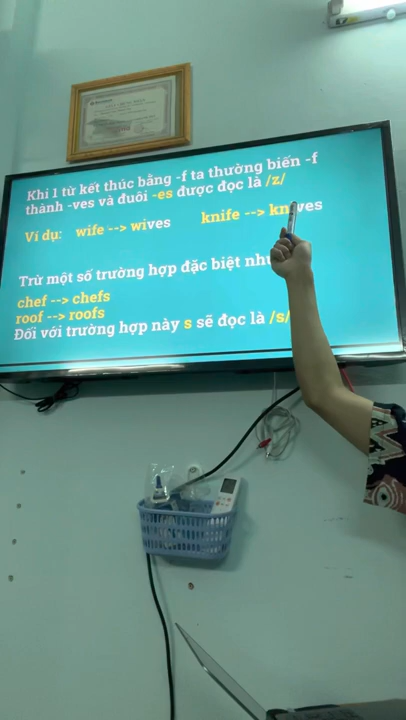 Khi 1 từ kết thúc bằng -f ta thường biến -f
thành -ves và đuôi -es được đọc là /z/
Ví dụ: wife --> wives knife --> knives
Trừ một số trường hợp đặc biệt như
chef --> chefs
roof --> roofs
Đối với trường hợp này s sẽ đọc là /s/